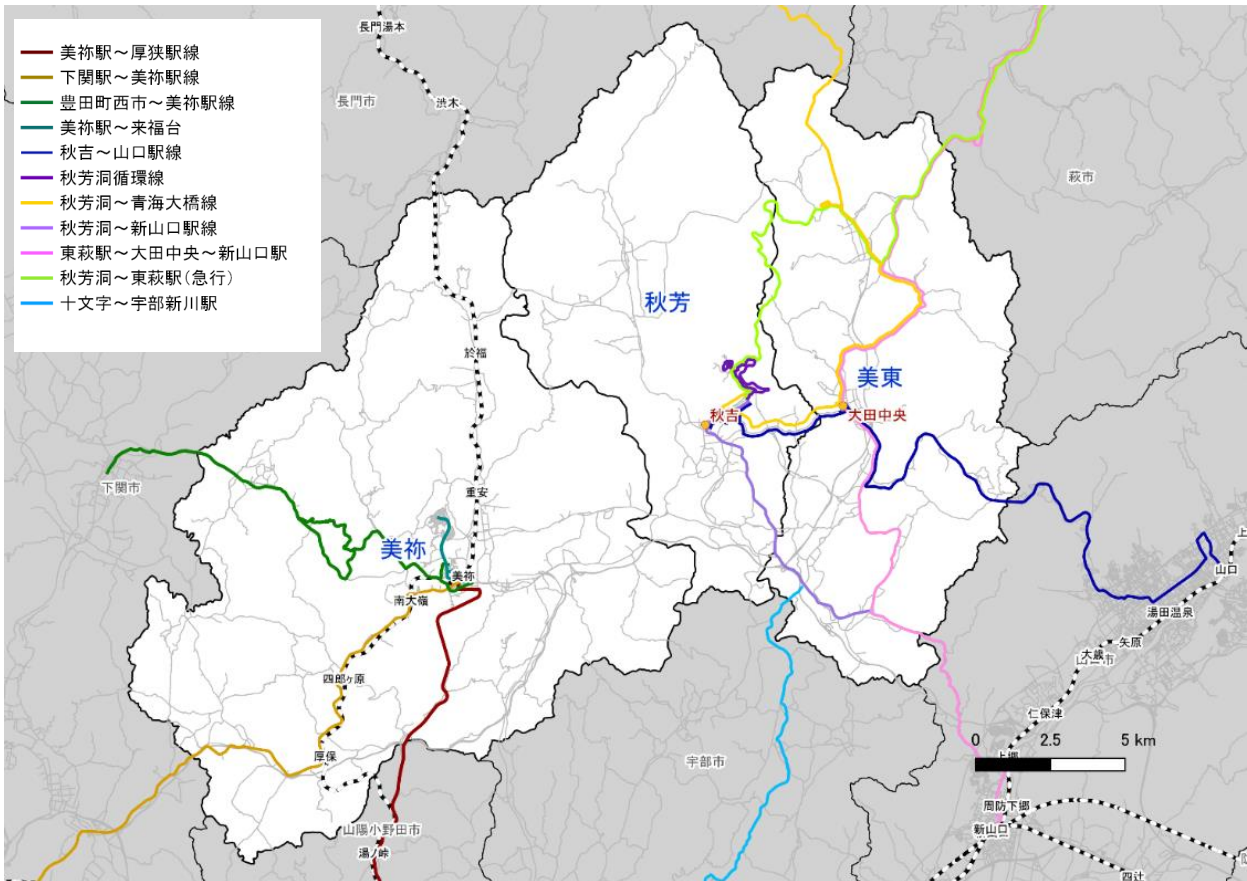 美祢駅～厚狭駅線
下関駅～美祢駅線
豊田町西市～美祢駅線
美祢駅～来福台
秋吉～山口駅線
秋芳洞循環線
秋芳洞～青海大橋線
秋芳洞～新山口駅線
東萩駅～大田中央～新山口駅
秋芳洞～東萩駅(急行)
十文字～宇部新川駅
長門湯本
長門市
渋木
萩市
秋芳
於福
美東
秋吉
大田中央
下関市
重安
美祢
美祢
南大嶺
山口
湯田温泉
矢原
大歳
四郎ヶ原
仁保津
0 2.5 5 km
厚保
宇部市
上郷
周防下郷
山陽小野田市
新山口
湯ノ峠
四辻